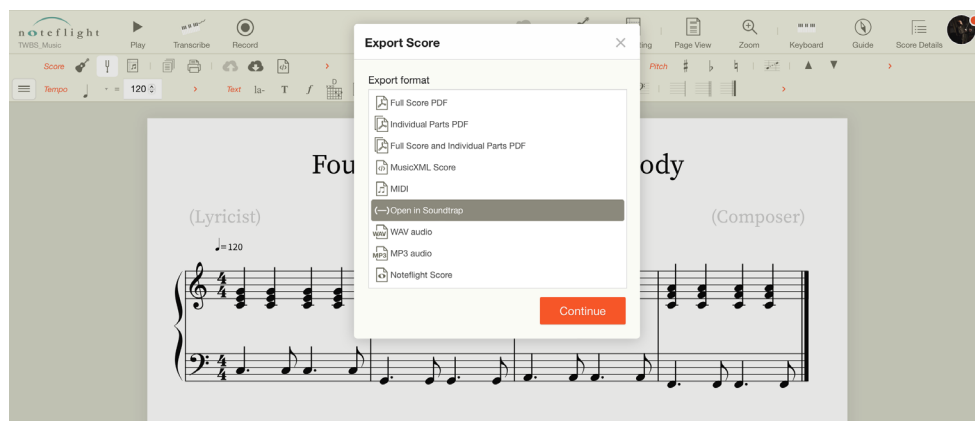 noteflight
TWBS_Music
Play
Transcribe
Record
Page View
Zoom
Keyboard
Guide
Score Details
Score
Pitch
Tempo
= 120
Text la- T f
D
Export Score
Export format
Full Score PDF
Individual Parts PDF
Full Score and Individual Parts PDF
MusicXML Score
MIDI
Open in Soundtrap
WAV audio
MP3 audio
Noteflight Score
Continue
Fou
ody
(Lyricist)
(Composer)
=120